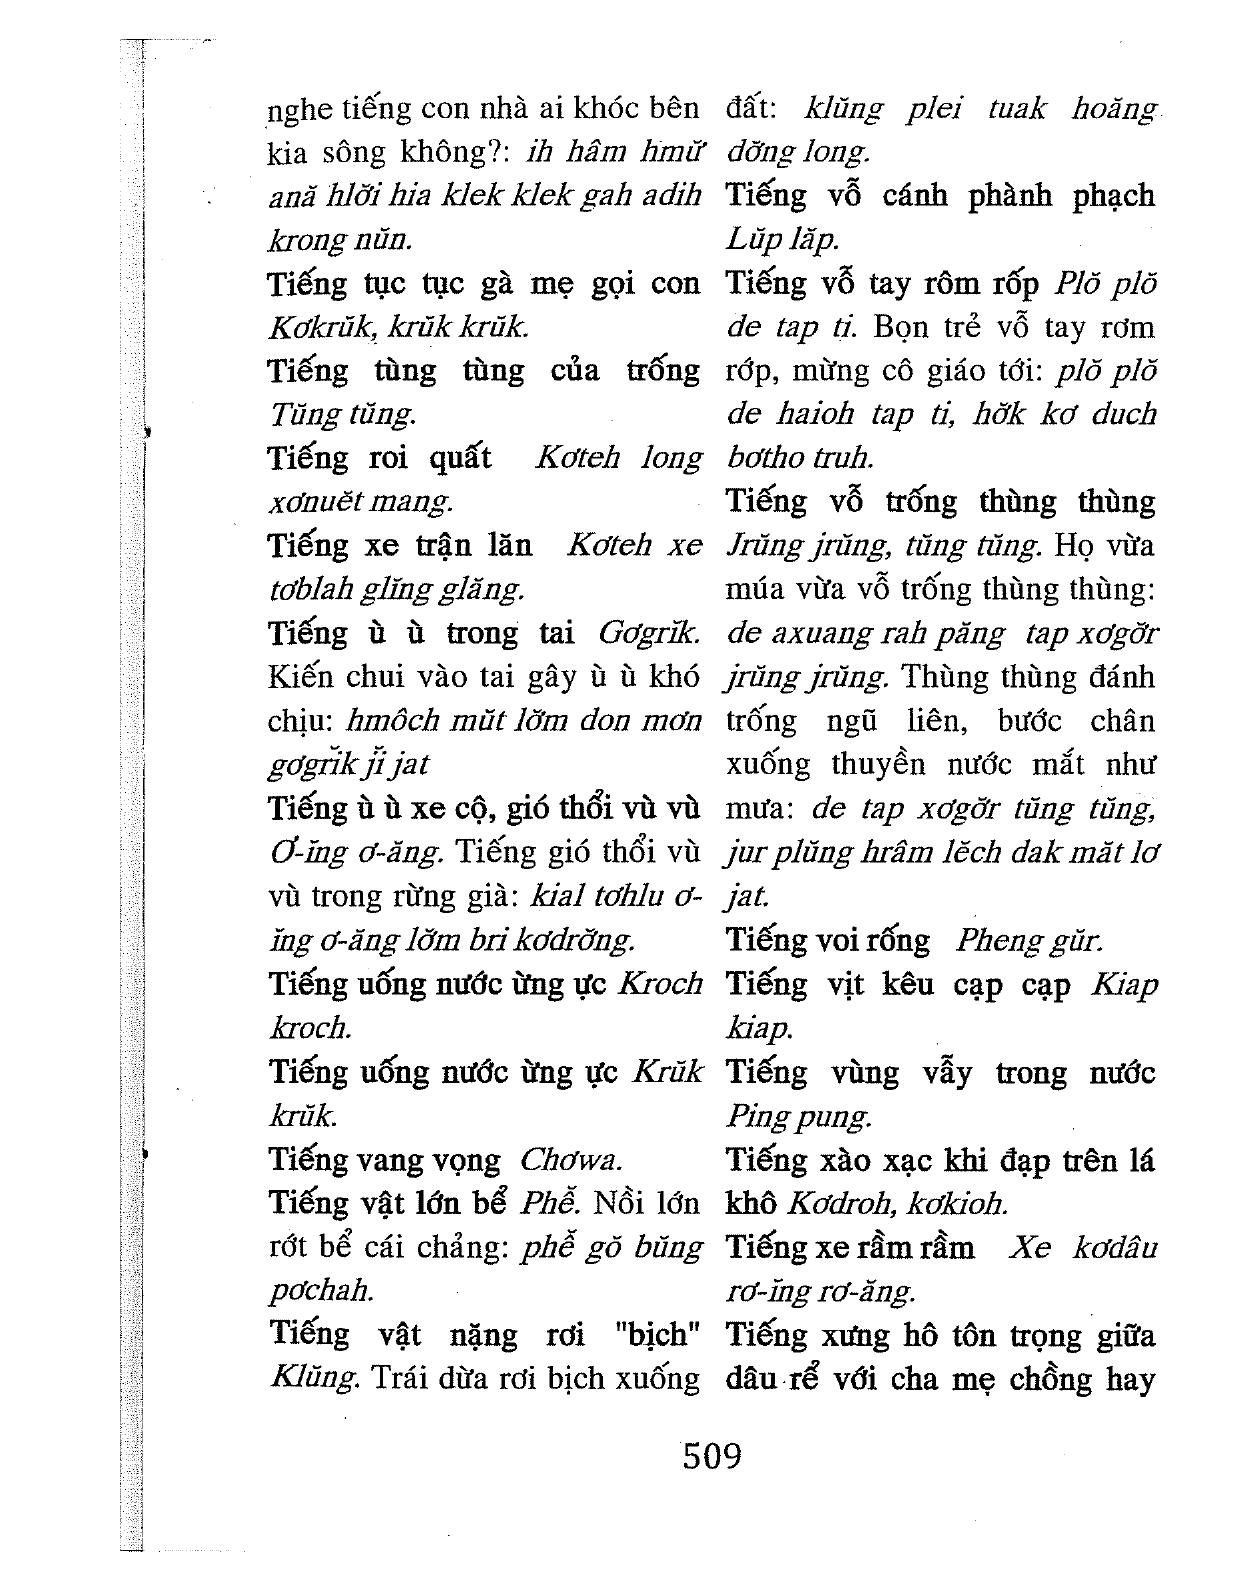 nghe tiếng con nhà ai khóc bên
kia sông không?: ih hâm hmữ
ană hlơ̆i hia klek klek gah adih
krong nŭn.
Tiếng tục tục gà mẹ gọi con
Kơkrŭk, krŭk krŭk.
Tiếng tùng tùng của trống
Tŭng tŭng.
Tiếng roi quất Kơteh long
xơnuĕt mang.
Tiếng xe trận lăn Kơteh xe
tơblah glĭng glăng.
Tiếng ù ù trong tai Gơgrĭk.
Kiến chui vào tai gây ù ù khó
chịu: hmôch mŭt lơ̆m don mơn
gơgrĭk jĭ jat
Tiếng ù ù xe cộ, gió thổi vù vù
Ơ-ĭng ơ-ăng. Tiếng gió thổi vù
vù trong rừng già: kial tơhlu ơ-
ĭng ơ-ăng lơ̆m bri kơdrơ̆ng.
Tiếng uống nước ừng ực Kroch
kroch.
Tiếng uống nước ừng ực Krŭk
krŭk.
Tiếng vang vọng Chơwa.
Tiếng vật lớn bể Phê̆. Nồi lớn
rớt bể cái chảng: phê̆ gŏ bŭng
pơchah.
Tiếng vật nặng rơi "bịch"
Klŭng. Trái dừa rơi bịch xuống
đất: klŭng plei tuak hoăng
dơ̆ng long.
Tiếng vỗ cánh phành phạch
Lŭp lăp.
Tiếng vỗ tay rôm rốp Plŏ plŏ
de tap ti. Bọn trẻ vỗ tay rơm
rớp, mừng cô giáo tới: plŏ plŏ
de haioh tap ti, hơ̆k kơ duch
bơtho truh.
Tiếng vỗ trống thùng thùng
Jrŭng jrŭng, tŭng tŭng. Họ vừa
múa vừa vỗ trống thùng thùng:
de axuang rah păng tap xơgơ̆r
jrŭng jrŭng. Thùng thùng đánh
trống ngũ liên, bước chân
xuống thuyền nước mắt như
mưa: de tap xơgơ̆r tŭng tŭng,
jur plŭng hrâm lĕch dak măt lơ
jat.
Tiếng voi rống Pheng gŭr.
Tiếng vịt kêu cạp cạp Kiap
kiap.
Tiếng vùng vẫy trong nước
Ping pung.
Tiếng xào xạc khi đạp trên lá
khô Kơdroh, kơkioh.
Tiếng xe rầm rầm Xe kơdâu
rơ-ĭng rơ-ăng.
Tiếng xưng hô tôn trọng giữa
dâu rể với cha mẹ chồng hay
509